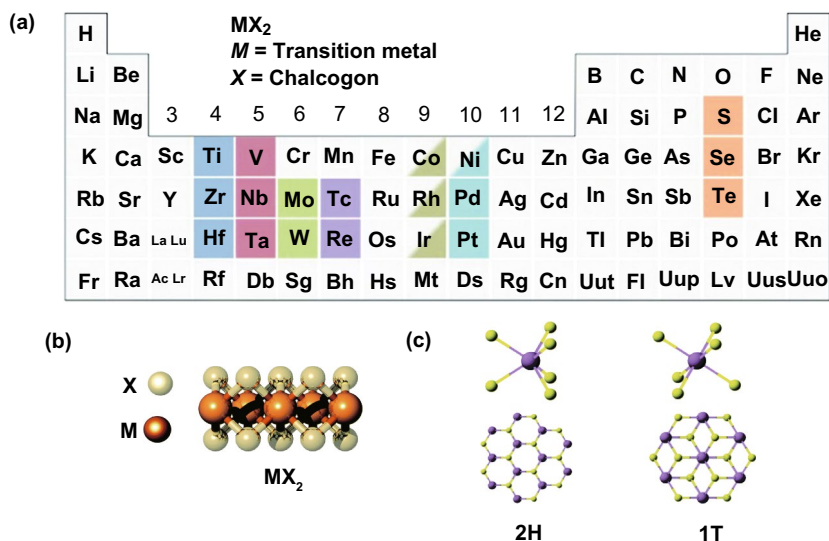 (a)
MX2
M = Transition metal
X = Chalcogon
H He
Li Be B C N O F Ne
Na Mg 3 4 5 6 7 8 9 10 11 12 Al Si P S Cl Ar
K Ca Sc Ti V Cr Mn Fe Co Ni Cu Zn Ga Ge As Se Br Kr
Rb Sr Y Zr Nb Mo Tc Ru Rh Pd Ag Cd In Sn Sb Te I Xe
Cs Ba La Lu Hf Ta W Re Os Ir Pt Au Hg Tl Pb Bi Po At Rn
Fr Ra Ac Lr Rf Db Sg Bh Hs Mt Ds Rg Cn Uut Fl Uup Lv Uus Uuo
(b)
X
M
MX2
(c)
2H 1T